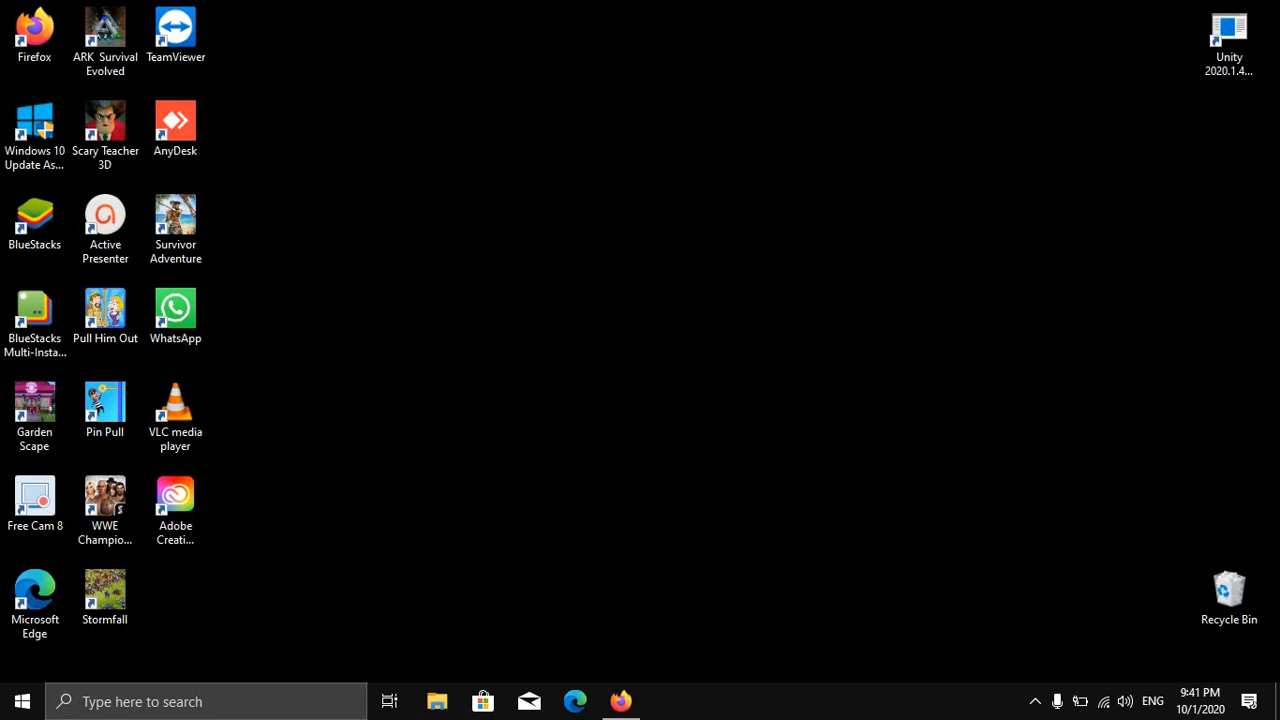 Firefox
ARK Survival
Evolved
TeamViewer
Unity
2020.1.4...
Windows 10
Update As...
Scary Teacher
3D
AnyDesk
BlueStacks
Active
Presenter
Survivor
Adventure
BlueStacks
Multi-Insta...
Pull Him Out
WhatsApp
Garden
Scape
Pin Pull
VLC media
player
Free Cam 8
WWE
Champio...
Adobe
Creati...
Microsoft
Edge
Stormfall
Recycle Bin
Type here to search
ENG
9:41 PM
10/1/2020